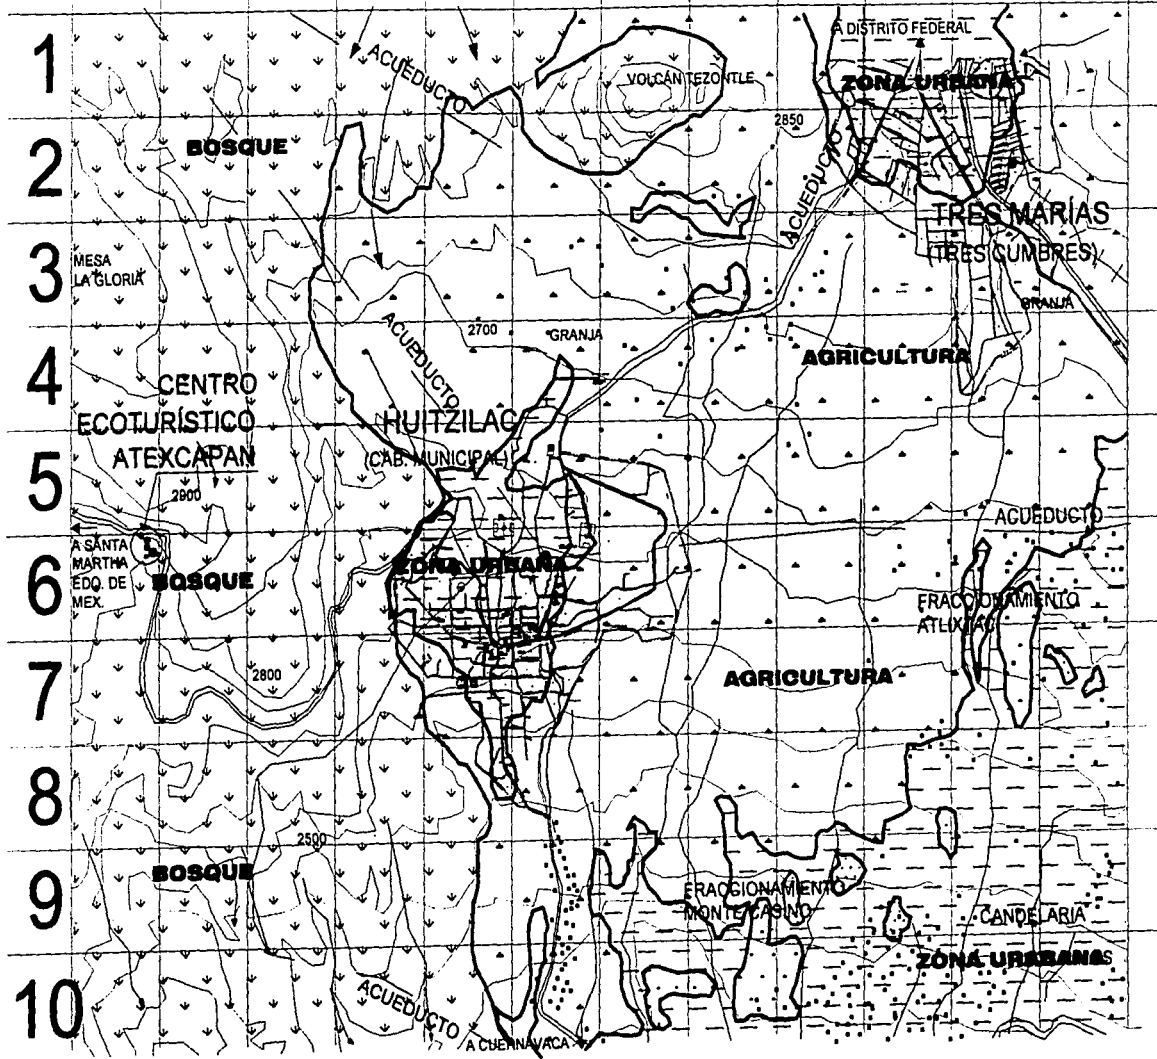 1
A DISTRITO FEDERAL
ACUEDUCTO
VOLCÁN TEZONTLE
ZONA URBANA
2850
BOSQUE
2
ACUEDUCTO
TRES MARÍAS
(TRES CUMBRES)
3
MESA
LA GLORIA
GRANJA
2700
GRANJA
ACUEDUCTO
AGRICULTURA
4
CENTRO
ECOTURÍSTICO
ATEXCAPAN
HUITZILAC
(CAB. MUNICIPAL)
5
2900
ACUEDUCTO
A SANTA
MARTHA
EDO. DE
MEX.
BOSQUE
ZONA URBANA
6
FRACCIONAMIENTO
ATLIXTAC
7
2800
AGRICULTURA
8
2500
BOSQUE
9
FRACCIONAMIENTO
MONTE CASINO
CANDELARIA
ZONA URABANAS
10
ACUEDUCTO
A CUERNAVACA